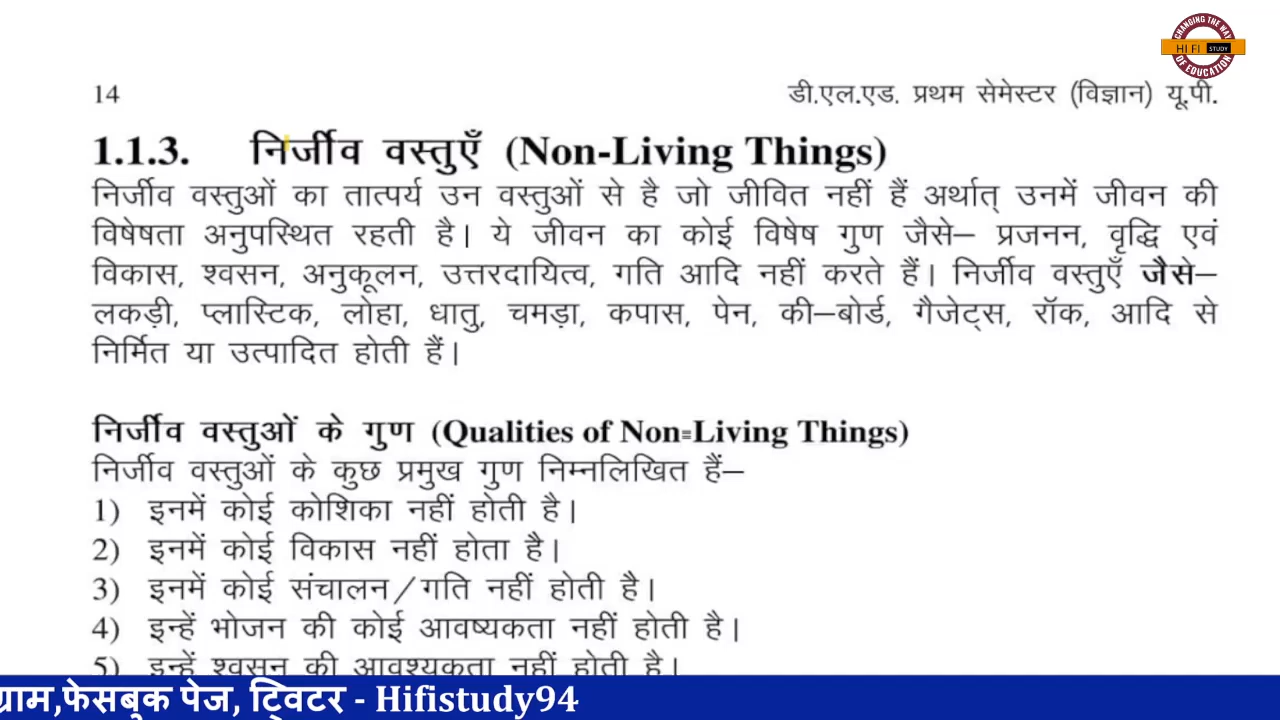 CHANGING THE WAY
HI FI STUDY
OF EDUCATION
14 डी.एल.एड. प्रथम सेमेस्टर (विज्ञान) यू.पी.
1.1.3. निर्जीव वस्तुएँ (Non-Living Things)
निर्जीव वस्तुओं का तात्पर्य उन वस्तुओं से है जो जीवित नहीं हैं अर्थात् उनमें जीवन की
विषेषता अनुपस्थित रहती है। ये जीवन का कोई विषेष गुण जैसे– प्रजनन, वृद्धि एवं
विकास, श्वसन, अनुकूलन, उत्तरदायित्व, गति आदि नहीं करते हैं। निर्जीव वस्तुएँ जैसे–
लकड़ी, प्लास्टिक, लोहा, धातु, चमड़ा, कपास, पेन, की–बोर्ड, गैजेट्स, रॉक, आदि से
निर्मित या उत्पादित होती हैं।
निर्जीव वस्तुओं के गुण (Qualities of Non-Living Things)
निर्जीव वस्तुओं के कुछ प्रमुख गुण निम्नलिखित हैं–
1) इनमें कोई कोशिका नहीं होती है।
2) इनमें कोई विकास नहीं होता है।
3) इनमें कोई संचालन/गति नहीं होती है।
4) इन्हें भोजन की कोई आवष्यकता नहीं होती है।
5) इन्हें श्वसन की आवश्यकता नहीं होती है।
ग्राम,फेसबुक पेज, ट्विटर - Hifistudy94